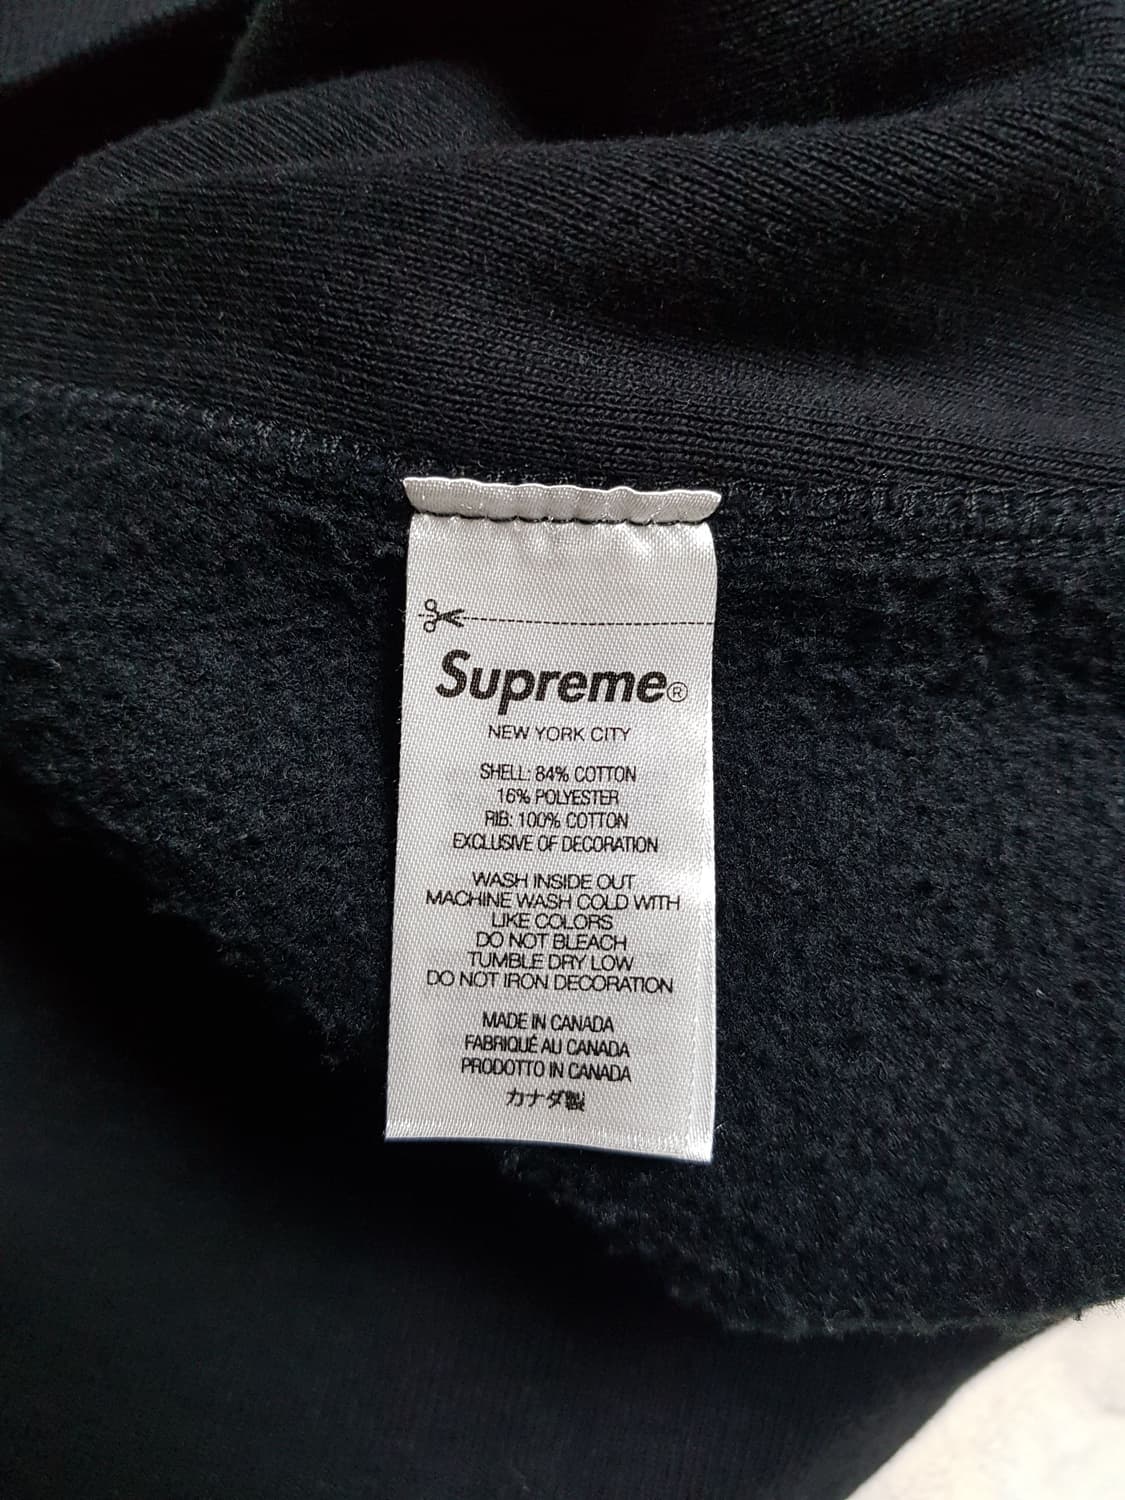 Supreme®
NEW YORK CITY
SHELL: 84% COTTON
16% POLYESTER
RIB: 100% COTTON
EXCLUSIVE OF DECORATION
WASH INSIDE OUT
MACHINE WASH COLD WITH
LIKE COLORS
DO NOT BLEACH
TUMBLE DRY LOW
DO NOT IRON DECORATION
MADE IN CANADA
FABRIQUÉ AU CANADA
PRODOTTO IN CANADA
カナダ製